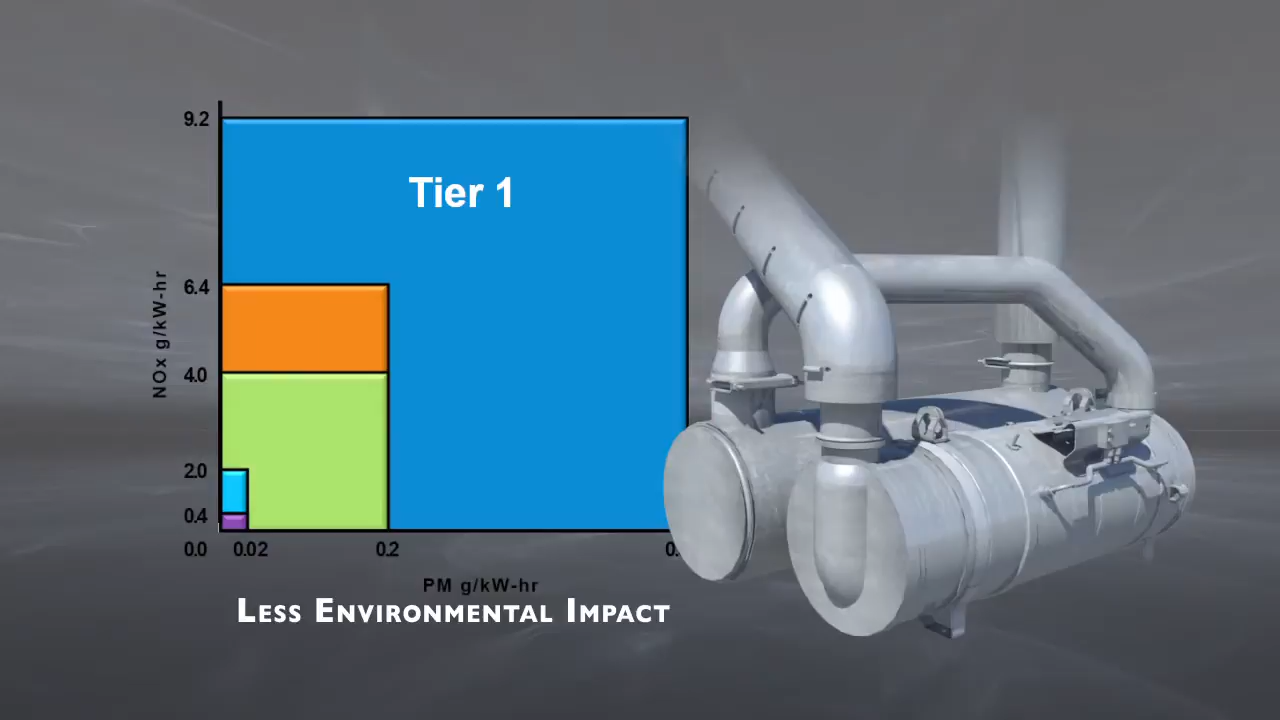 9.2
Tier 1
6.4
NOx g/kW-hr
4.0
2.0
0.4
0.0 0.02 0.2
PM g/kW-hr
LESS ENVIRONMENTAL IMPACT